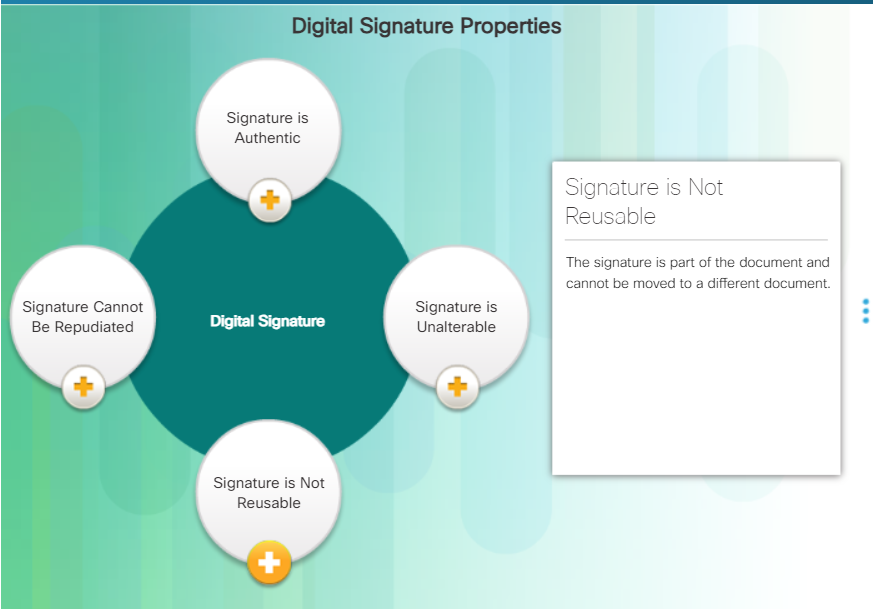 Digital Signature Properties
Signature is
Authentic
Signature Cannot
Be Repudiated
Digital Signature
Signature is
Unalterable
Signature is Not
Reusable
Signature is Not
Reusable
The signature is part of the document and
cannot be moved to a different document.